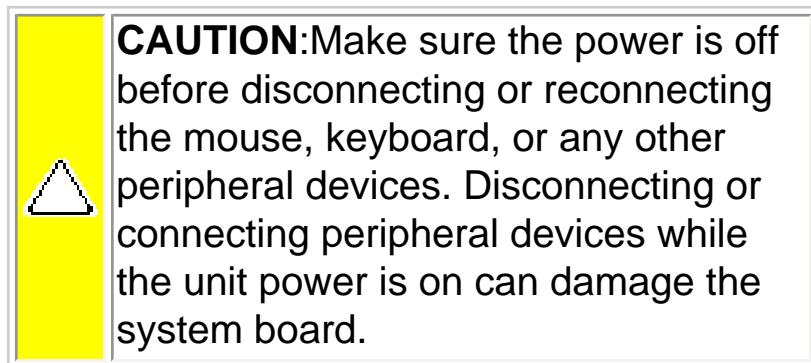 CAUTION:Make sure the power is off
before disconnecting or reconnecting
the mouse, keyboard, or any other
peripheral devices. Disconnecting or
connecting peripheral devices while
the unit power is on can damage the
system board.